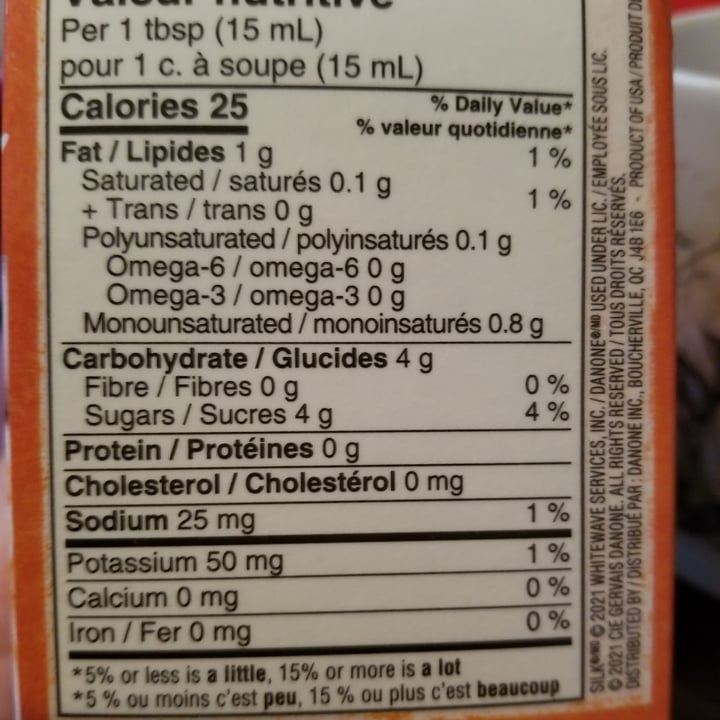 Valeur nutritive
Per 1 tbsp (15 mL)
pour 1 c. à soupe (15 mL)
Calories 25
% Daily Value*
% valeur quotidienne*
Fat / Lipides 1 g 1 %
Saturated / saturés 0.1 g
+ Trans / trans 0 g 1 %
Polyunsaturated / polyinsaturés 0.1 g
Omega-6 / omega-6 0 g
Omega-3 / omega-3 0 g
Monounsaturated / monoinsaturés 0.8 g
Carbohydrate / Glucides 4 g
Fibre / Fibres 0 g 0 %
Sugars / Sucres 4 g 4 %
Protein / Protéines 0 g
Cholesterol / Cholestérol 0 mg
Sodium 25 mg 1 %
Potassium 50 mg 1 %
Calcium 0 mg 0 %
Iron / Fer 0 mg 0 %
*5% or less is a little, 15% or more is a lot
*5 % ou moins c'est peu, 15 % ou plus c'est beaucoup
SILK®/MD © 2021 WHITEWAVE SERVICES, INC. / DANONE®/MD USED UNDER LIC. / EMPLOYÉE SOUS LIC.
© 2021 CIE GERVAIS DANONE. ALL RIGHTS RESERVED / TOUS DROITS RÉSERVÉS.
DISTRIBUTED BY / DISTRIBUÉ PAR : DANONE INC., BOUCHERVILLE, QC J4B 1E6 · PRODUCT OF USA / PRODUIT